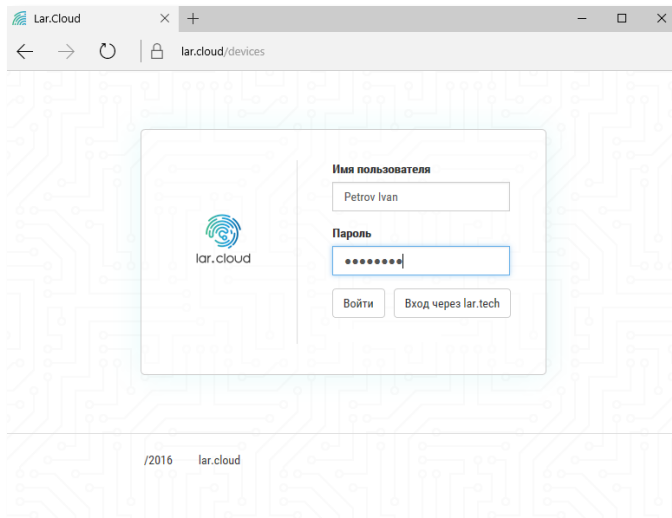 Lar.Cloud
lar.cloud/devices
Имя пользователя
Petrov Ivan
Пароль
••••••••
lar.cloud
Войти Вход через lar.tech
/2016 lar.cloud